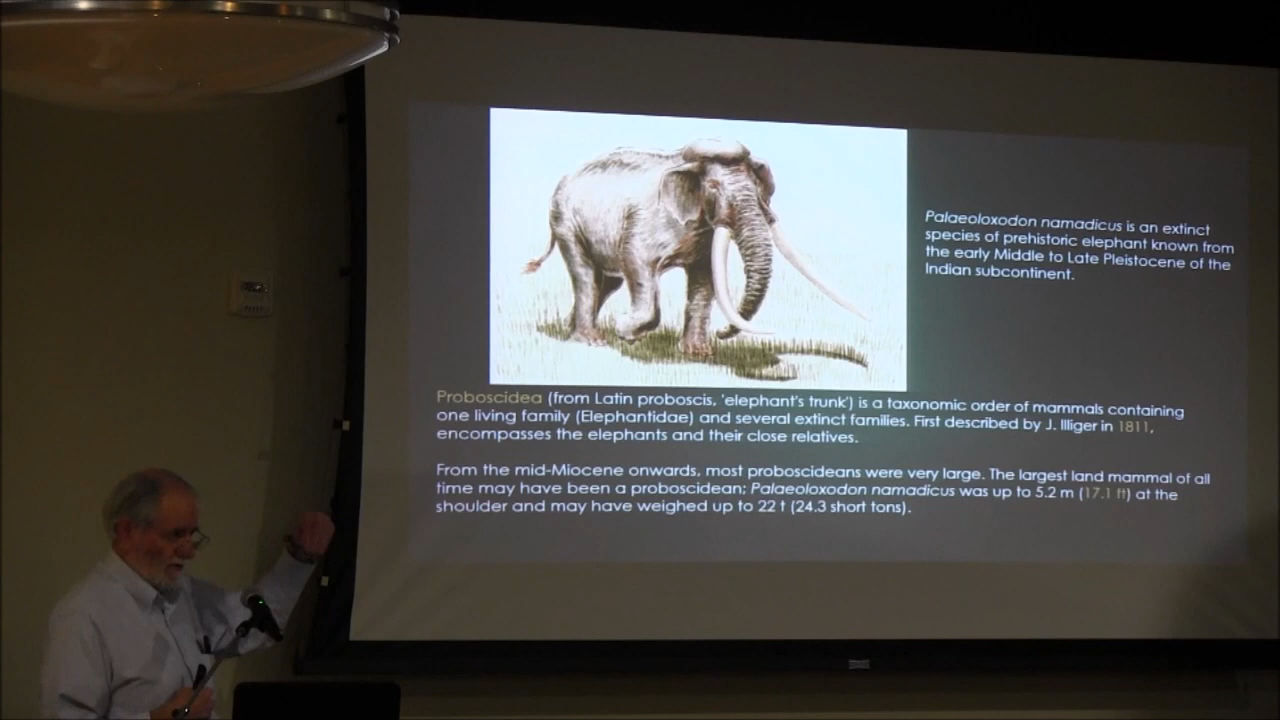 Palaeoloxodon namadicus is an extinct
species of prehistoric elephant known from
the early Middle to Late Pleistocene of the
Indian subcontinent.
Proboscidea (from Latin proboscis, 'elephant's trunk') is a taxonomic order of mammals containing
one living family (Elephantidae) and several extinct families. First described by J. Illiger in 1811,
encompasses the elephants and their close relatives.
From the mid-Miocene onwards, most proboscideans were very large. The largest land mammal of all
time may have been a proboscidean; Palaeoloxodon namadicus was up to 5.2 m (17.1 ft) at the
shoulder and may have weighed up to 22 t (24.3 short tons).